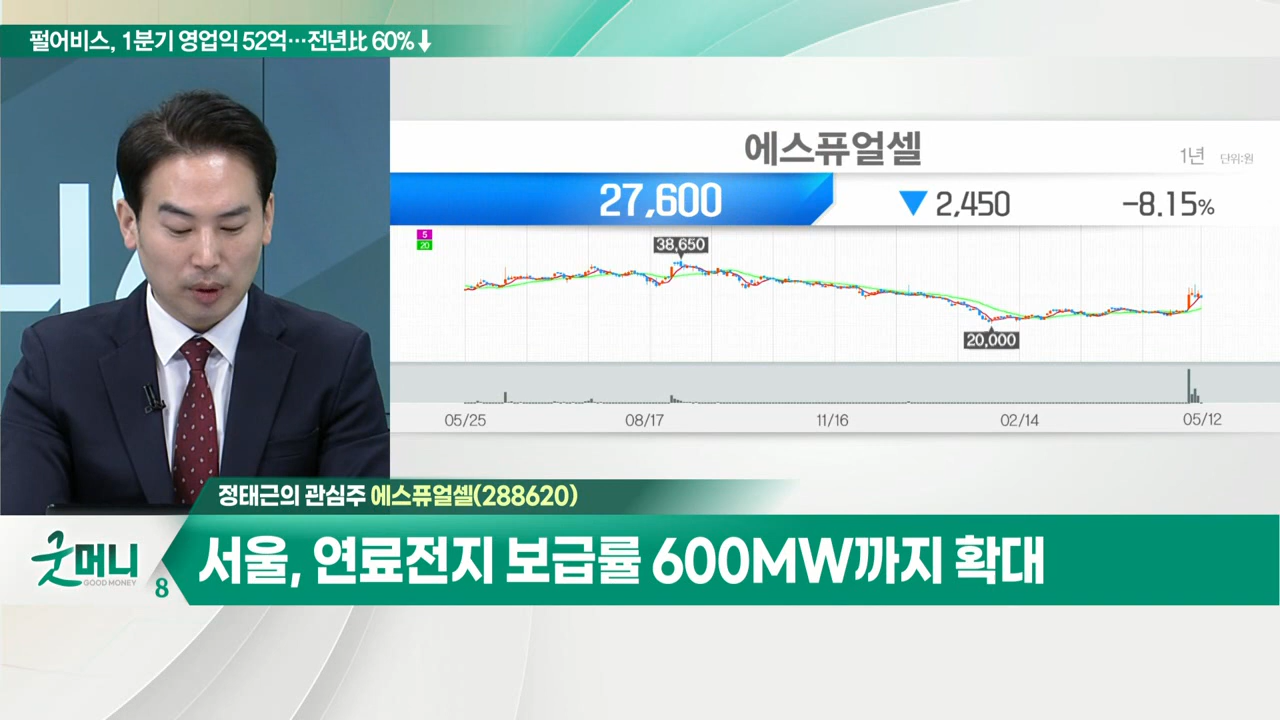 펄어비스, 1분기 영업익 52억…전년比 60%↓
에스퓨얼셀
1년 단위:원
27,600 ▼ 2,450 -8.15%
5
20
38,650
20,000
05/25 08/17 11/16 02/14 05/12
정태근의 관심주 에스퓨얼셀(288620)
굿머니
GOOD MONEY
8
서울, 연료전지 보급률 600MW까지 확대